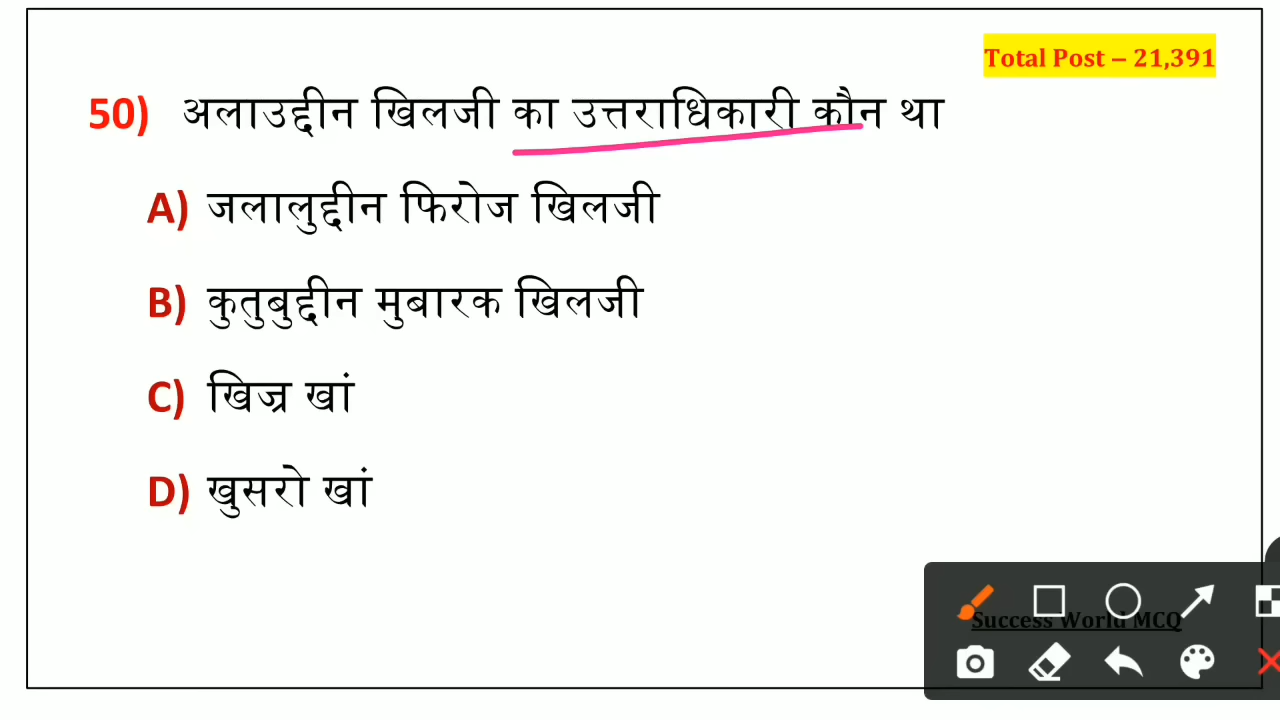 Total Post – 21,391
50) अलाउद्दीन खिलजी का उत्तराधिकारी कौन था
A) जलालुद्दीन फिरोज खिलजी
B) कुतुबुद्दीन मुबारक खिलजी
C) खिज्र खां
D) खुसरो खां
Success World MCQ